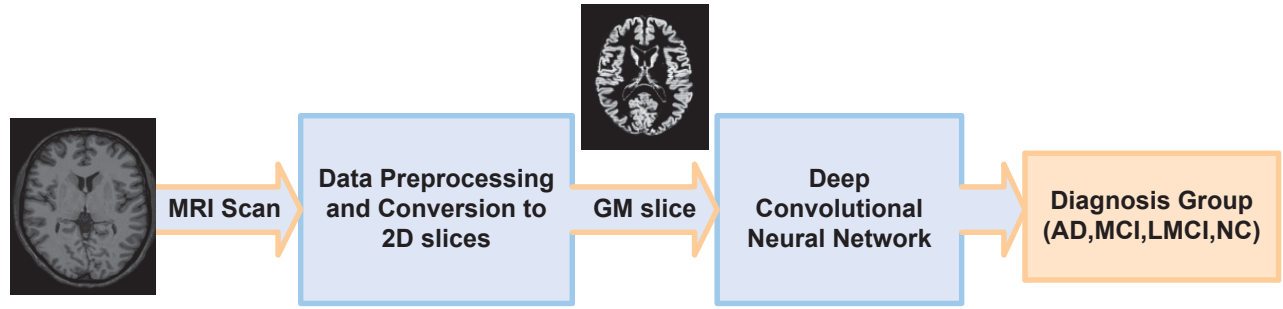 MRI Scan
Data Preprocessing
and Conversion to
2D slices
GM slice
Deep
Convolutional
Neural Network
Diagnosis Group
(AD,MCI,LMCI,NC)